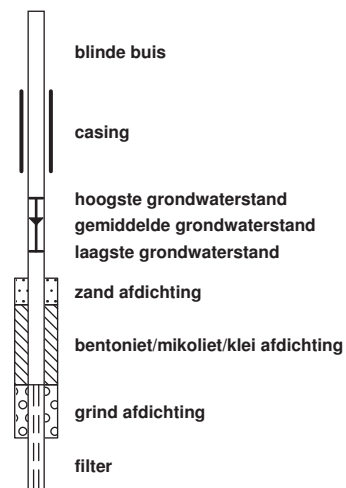 blinde buis
casing
hoogste grondwaterstand
gemiddelde grondwaterstand
laagste grondwaterstand
zand afdichting
bentoniet/mikoliet/klei afdichting
grind afdichting
filter